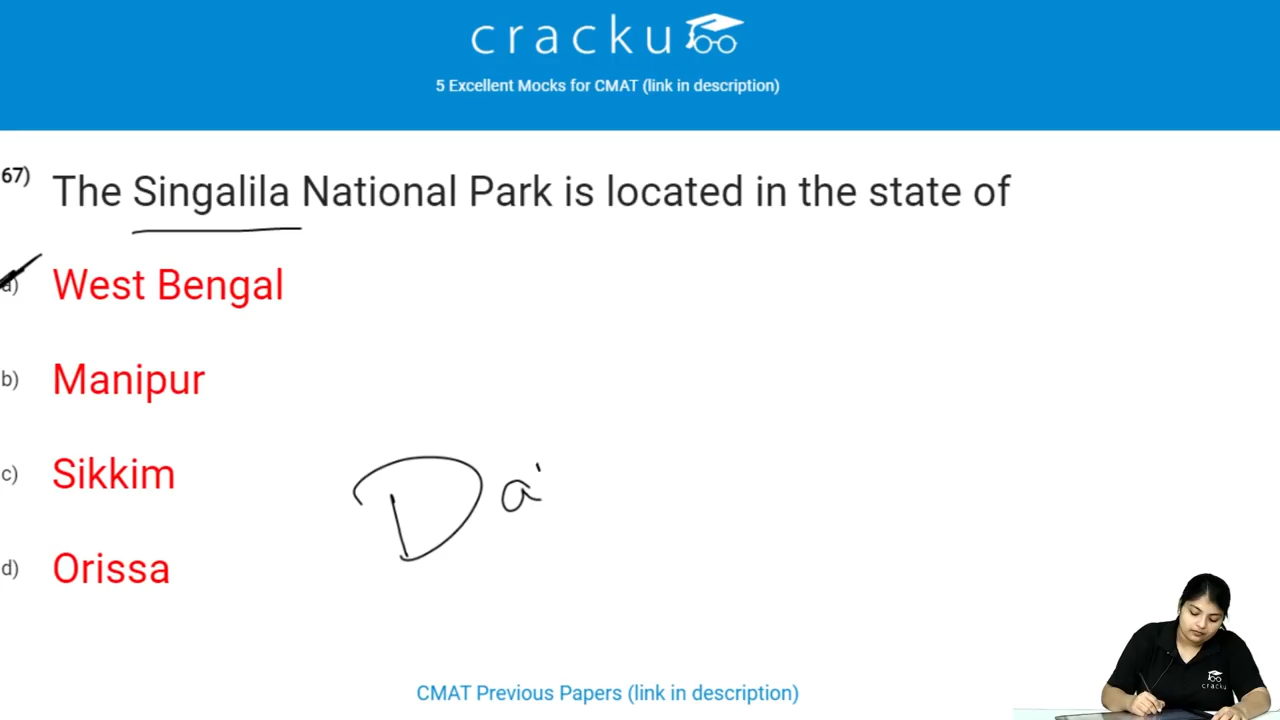 cracku
5 Excellent Mocks for CMAT (link in description)
67) The Singalila National Park is located in the state of
a) West Bengal
b) Manipur
c) Sikkim
Da
d) Orissa
cracku
CMAT Previous Papers (link in description)